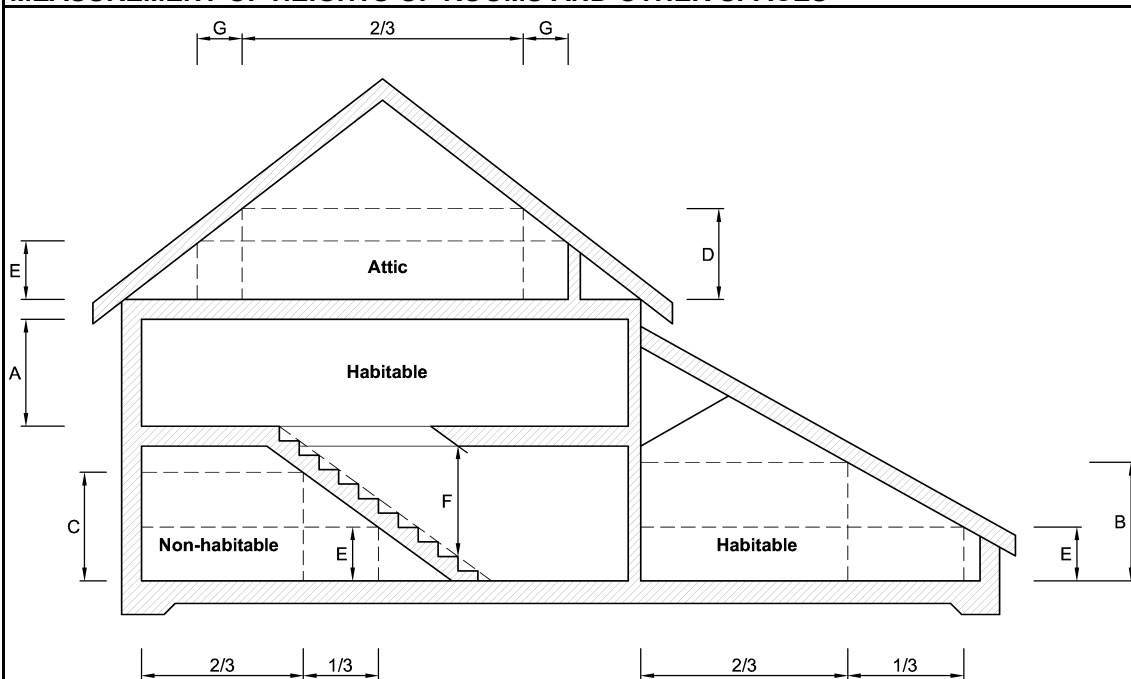 MEASUREMENT OF HEIGHTS OF ROOMS AND OTHER SPACES
G 2/3 G
E
D
Attic
A
Habitable
C
F
B
Non-habitable
E
Habitable
E
2/3 1/3 2/3 1/3